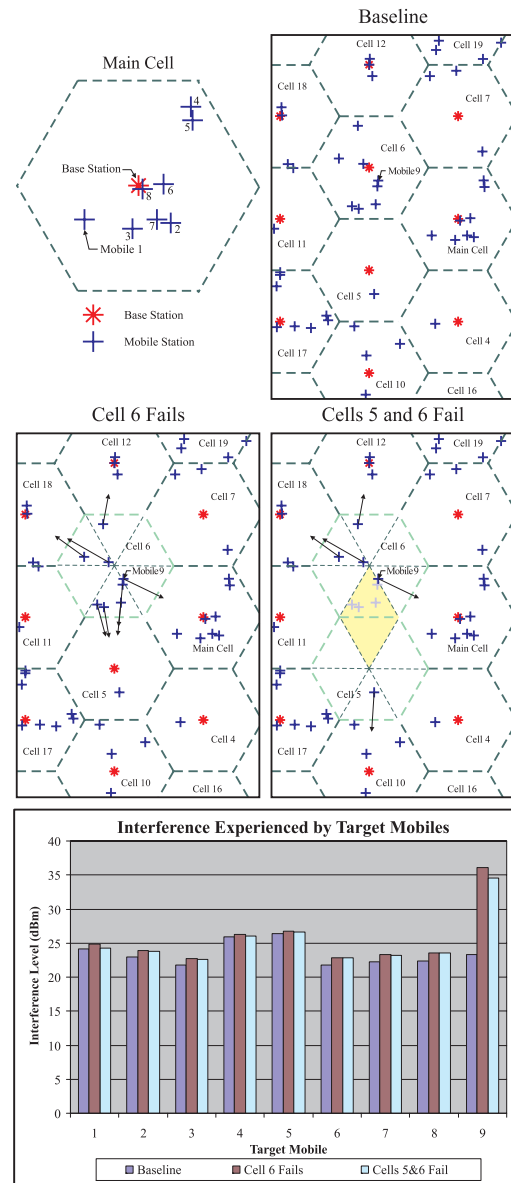 Main Cell
4
5
Base Station
8
6
7
2
3
Mobile 1
Base Station
Mobile Station
Baseline
Cell 12
Cell 19
Cell 18
Cell 7
Cell 6
Mobile9
Cell 11
Main Cell
Cell 5
Cell 4
Cell 17
Cell 10
Cell 16
Cell 6 Fails
Cell 12
Cell 19
Cell 18
Cell 7
Cell 6
Mobile9
Cell 11
Main Cell
Cell 5
Cell 4
Cell 17
Cell 10
Cell 16
Cells 5 and 6 Fail
Cell 12
Cell 19
Cell 18
Cell 7
Cell 6
Mobile9
Cell 11
Main Cell
Cell 5
Cell 4
Cell 17
Cell 10
Cell 16
Interference Experienced by Target Mobiles
Interference Level (dBm)
40
35
30
25
20
15
10
5
0
1 2 3 4 5 6 7 8 9
Target Mobile
Baseline Cell 6 Fails Cells 5&6 Fail